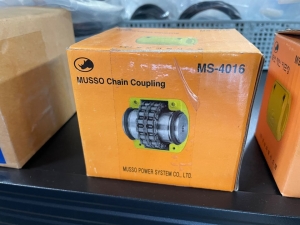 MUSSO Chain Coupling
MS-4016
MUSSO POWER SYSTEM CO., LTD.